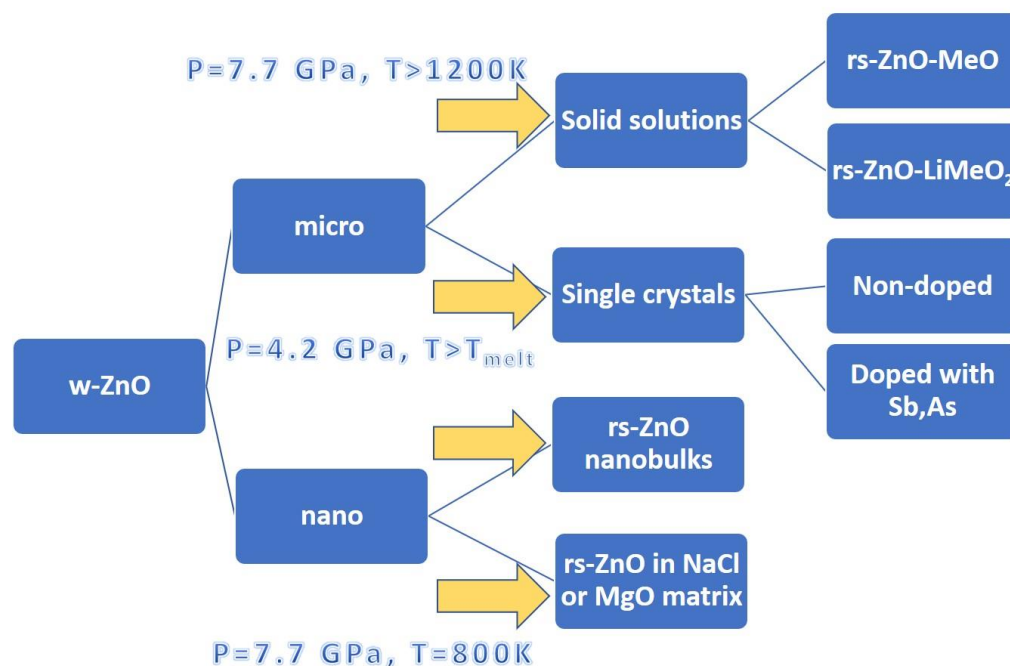 P=7.7 GPa, T>1200K
rs-ZnO-MeO
Solid solutions
rs-ZnO-LiMeO₂
micro
Single crystals
Non-doped
P=4.2 GPa, T>Tₘₑₗₜ
w-ZnO
Doped with
Sb,As
rs-ZnO
nanobulks
nano
rs-ZnO in NaCl
or MgO matrix
P=7.7 GPa, T=800K